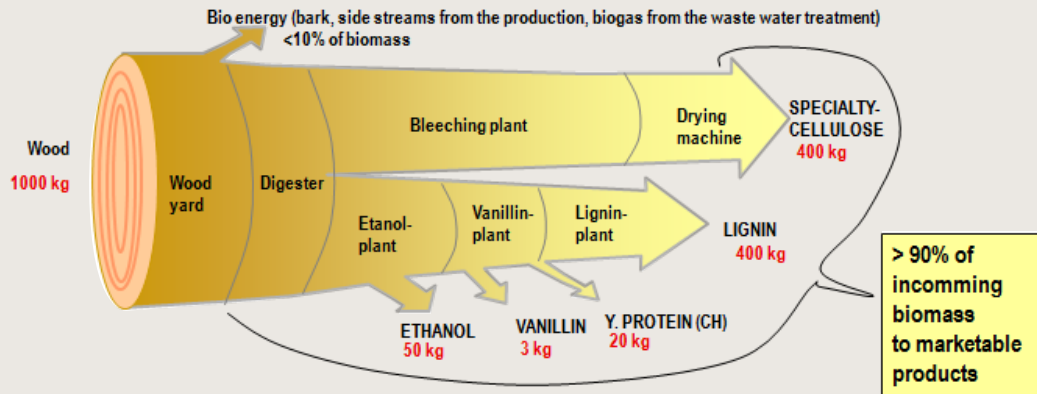 Bio energy (bark, side streams from the production, biogas from the waste water treatment)
<10% of biomass
Wood
1000 kg
Wood
yard
Digester
Bleeching plant
Drying
machine
SPECIALTY-
CELLULOSE
400 kg
Etanol-
plant
Vanillin-
plant
Lignin-
plant
LIGNIN
400 kg
ETHANOL
50 kg
VANILLIN
3 kg
Y. PROTEIN (CH)
20 kg
> 90% of
incomming
biomass
to marketable
products